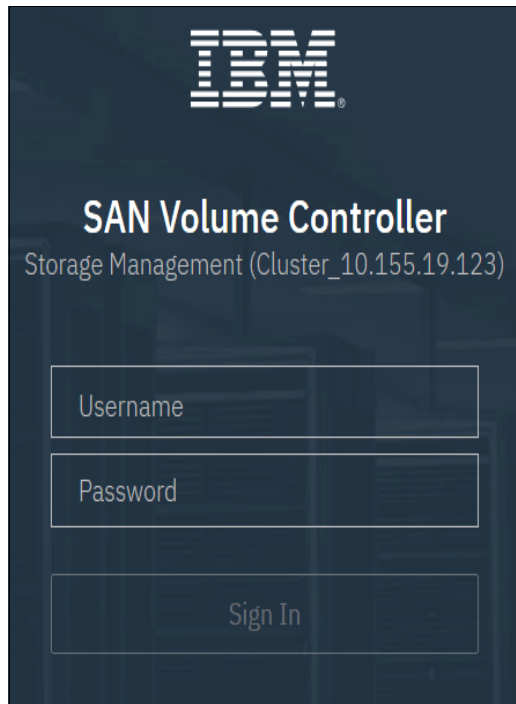 IBM®
SAN Volume Controller
Storage Management (Cluster_10.155.19.123)
Username
Password
Sign In